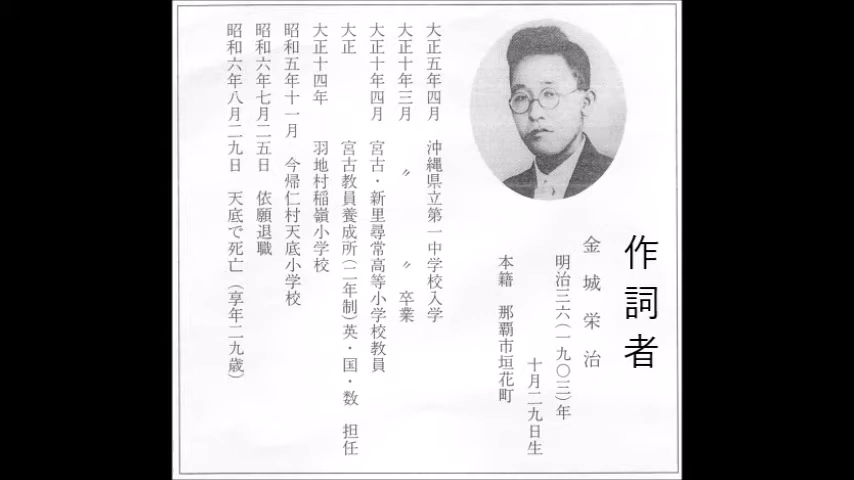 作詞者
金城栄治
明治三六(一九〇三)年
十月二九日生
本籍 那覇市垣花町
大正五年四月 沖縄県立第一中学校入学
大正十年三月 〃 〃 卒業
大正十年四月 宮古・新里尋常高等小学校教員
大正 宮古教員養成所(二年制)英・国・数 担任
大正十四年 羽地村稲嶺小学校
昭和五年十一月 今帰仁村天底小学校
昭和六年七月二五日 依願退職
昭和六年八月二九日 天底で死亡(享年二九歳)